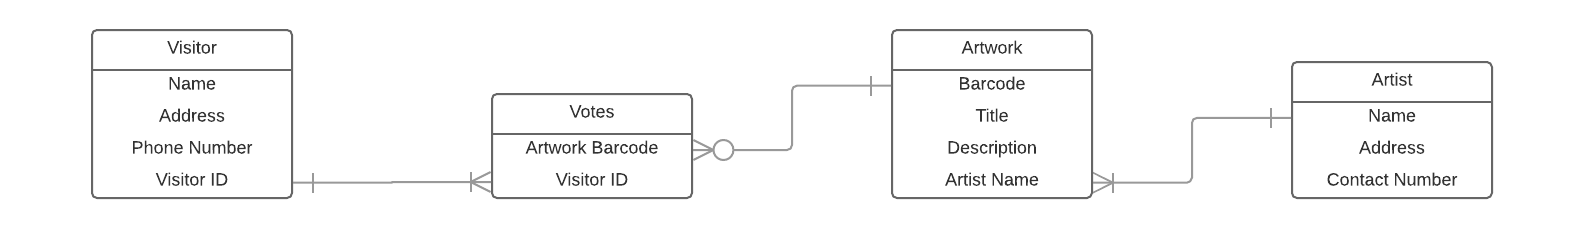 Visitor
Name
Address
Phone Number
Visitor ID
Votes
Artwork Barcode
Visitor ID
Artwork
Barcode
Title
Description
Artist Name
Artist
Name
Address
Contact Number